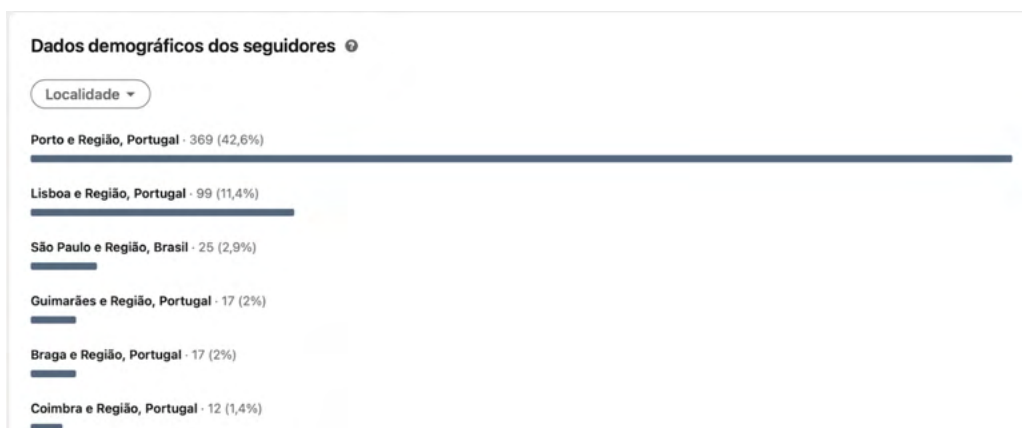 Dados demográficos dos seguidores
Localidade
Porto e Região, Portugal · 369 (42,6%)
Lisboa e Região, Portugal · 99 (11,4%)
São Paulo e Região, Brasil · 25 (2,9%)
Guimarães e Região, Portugal · 17 (2%)
Braga e Região, Portugal · 17 (2%)
Coimbra e Região, Portugal · 12 (1,4%)